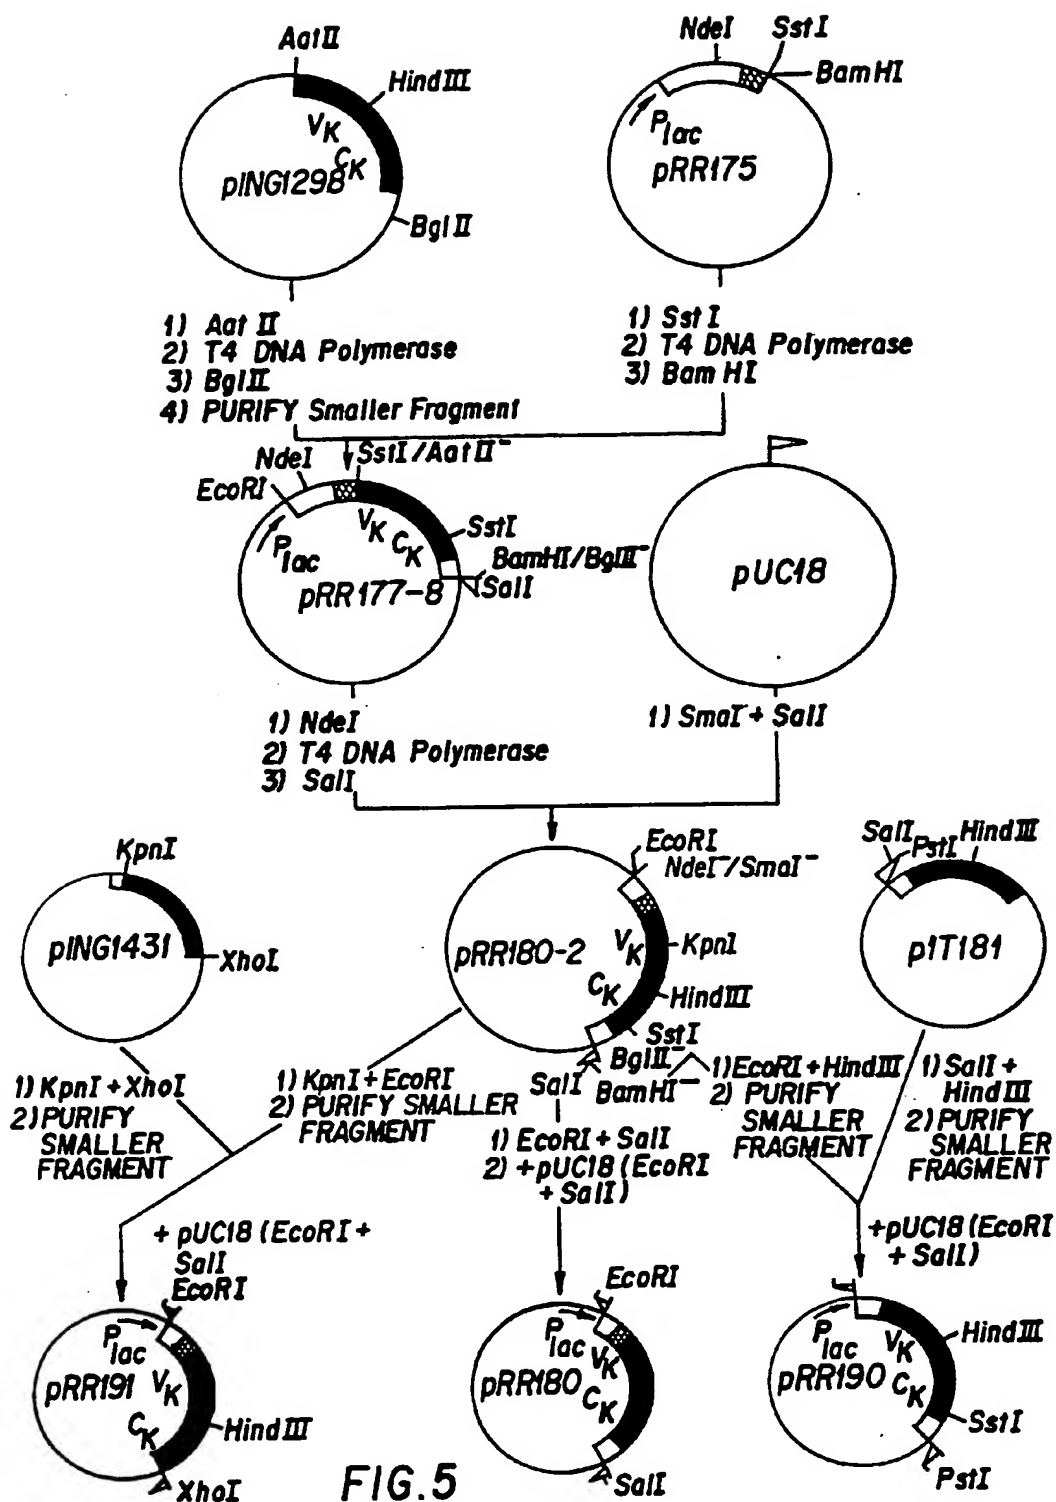 Aat II
Hind III
VK
CK
pING1298
Bgl II
NdeI
SstI
BamHI
Plac
pRR175
1) Aat II
2) T4 DNA Polymerase
3) BglII
4) PURIFY Smaller Fragment
1) SstI
2) T4 DNA Polymerase
3) BamHI
NdeI
SstI/AatII-
EcoRI
VK
CK
SstI
Plac
BamHI/BglII-
SalI
pRR177-8
pUC18
1) NdeI
2) T4 DNA Polymerase
3) SalI
1) SmaI + SalI
KpnI
pING1431
XhoI
EcoRI
NdeI-/SmaI-
pRR180-2
VK
KpnI
CK
HindIII
SstI
BglII-
BamHI-
SalI
SalI
PstI
HindIII
pIT181
1) KpnI + XhoI
2) PURIFY
SMALLER
FRAGMENT
1) KpnI + EcoRI
2) PURIFY SMALLER
FRAGMENT
1) EcoRI + SalI
2) +pUC18 (EcoRI
+ SalI)
1) EcoRI + HindIII
2) PURIFY
SMALLER
FRAGMENT
1) SalI +
HindIII
2) PURIFY
SMALLER
FRAGMENT
+ pUC18 (EcoRI +
SalI
EcoRI
Plac
pRR191
VK
CK
HindIII
XhoI
EcoRI
Plac
VK
pRR180
CK
SalI
+pUC18 (EcoRI
+ SalI)
Plac
VK
HindIII
pRR190
CK
SstI
PstI
FIG.5